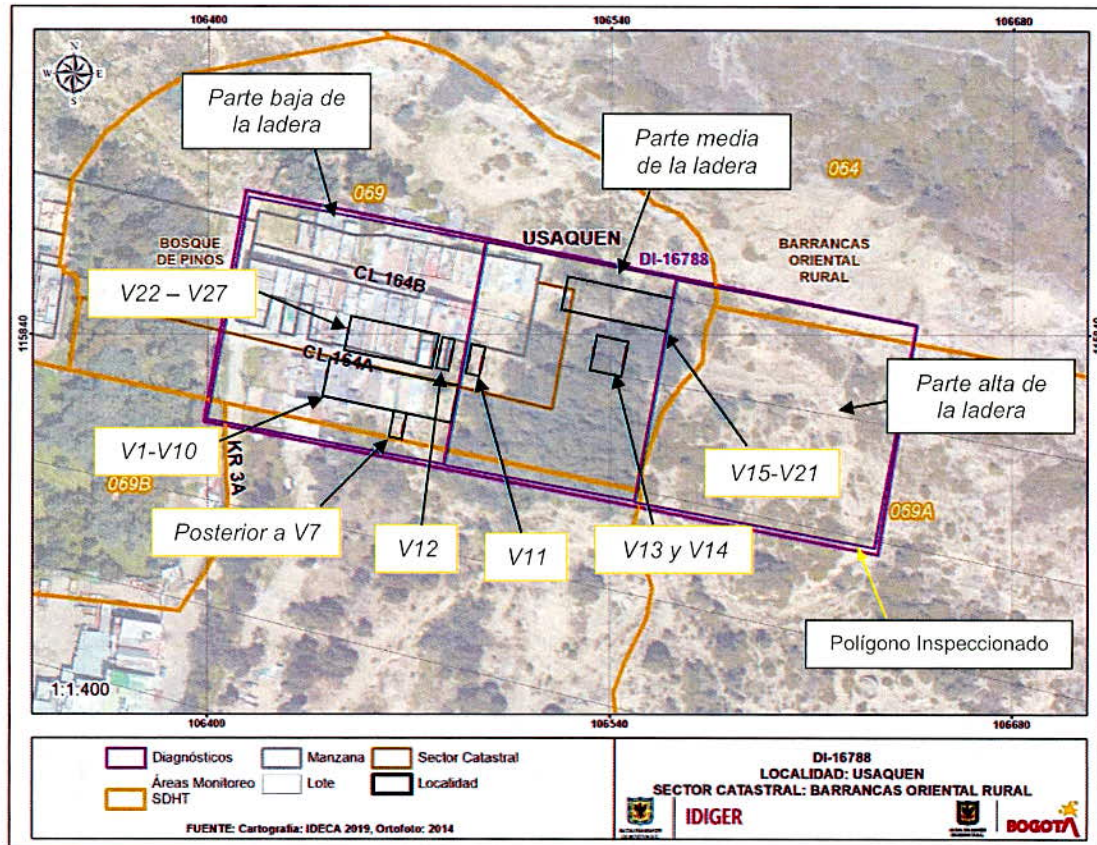 106400
106540
106680
N
W
E
S
Parte baja de
la ladera
Parte media
de la ladera
069
064
USAQUEN
DI-16788
BOSQUE
DE PINOS
BARRANCAS
ORIENTAL
RURAL
CL 164B
V22 – V27
115840
115840
CL 164A
Parte alta de
la ladera
V1-V10
KR 3A
V15-V21
069B
069A
Posterior a V7
V12
V11
V13 y V14
Polígono Inspeccionado
1:1:400
106400
106540
106680
Diagnósticos
Manzana
Sector Catastral
Áreas Monitoreo
SDHT
Lote
Localidad
FUENTE: Cartografía: IDECA 2019, Ortofoto: 2014
DI-16788
LOCALIDAD: USAQUEN
SECTOR CATASTRAL: BARRANCAS ORIENTAL RURAL
IDIGER
BOGOTÁ